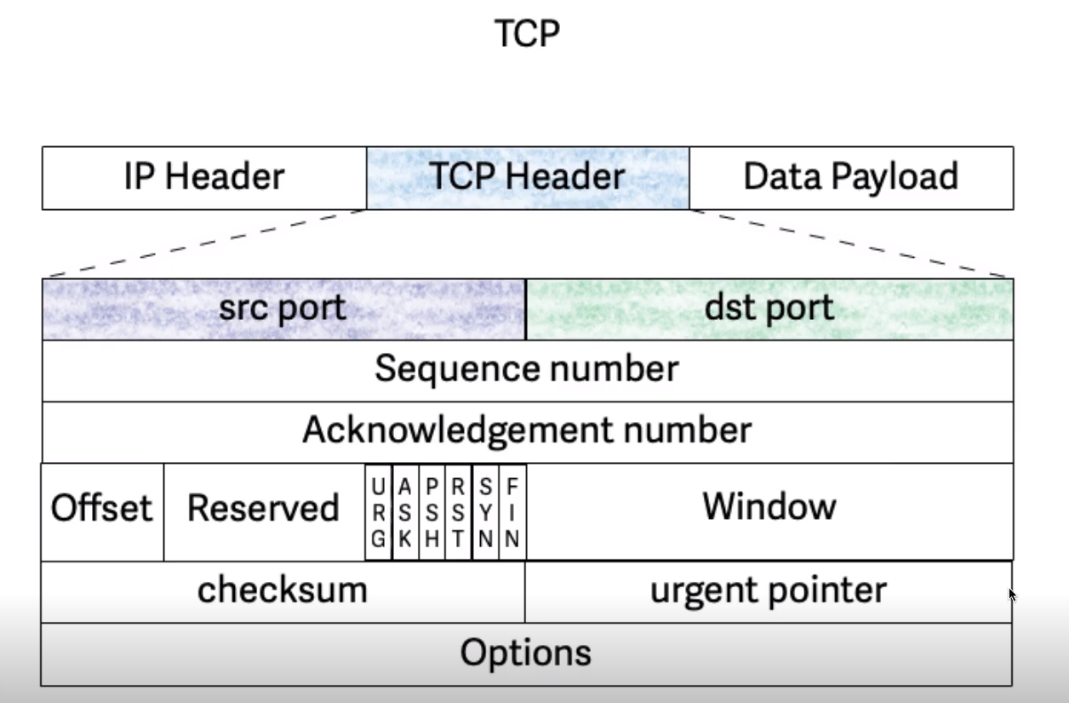 TCP
IP Header TCP Header Data Payload
src port dst port
Sequence number
Acknowledgement number
Offset Reserved URG ASK PSH RST SYN FIN Window
checksum urgent pointer
Options